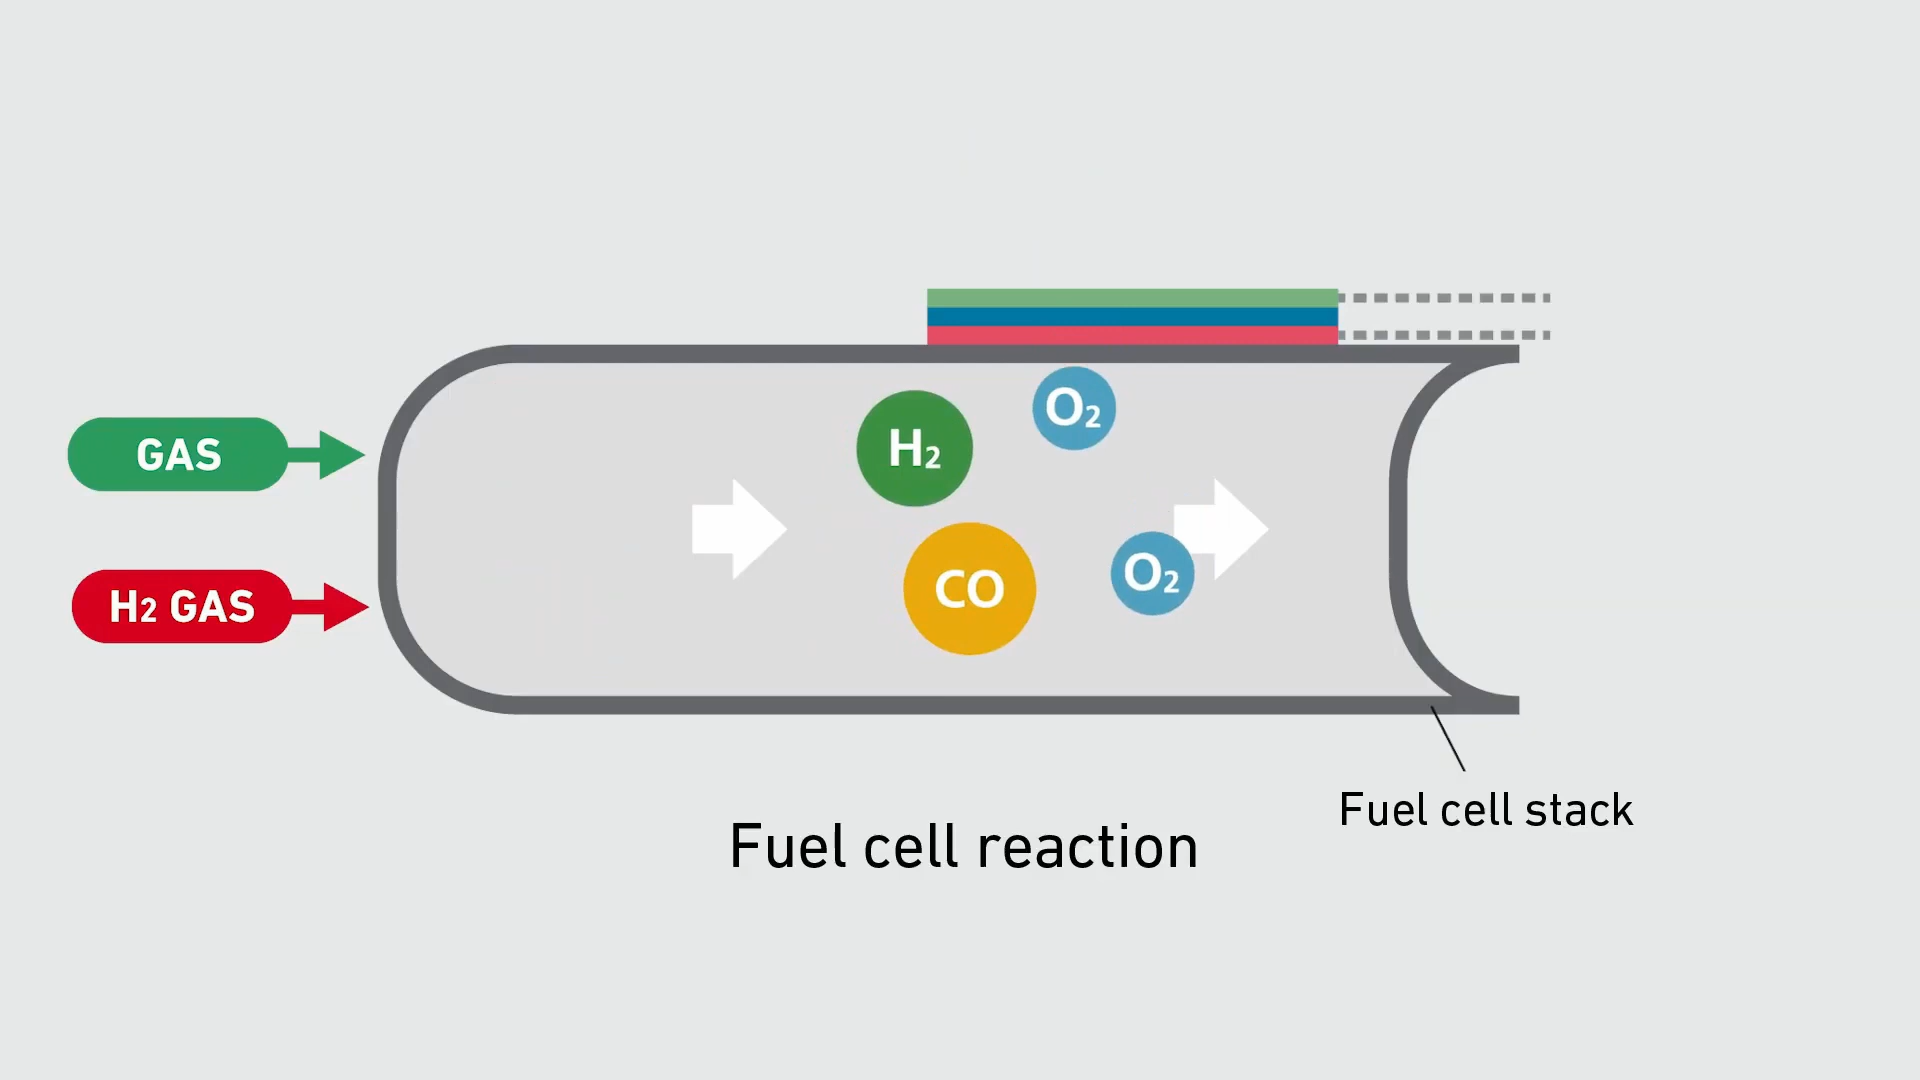 O₂
GAS
H₂
O₂
CO
H2 GAS
Fuel cell stack
Fuel cell reaction